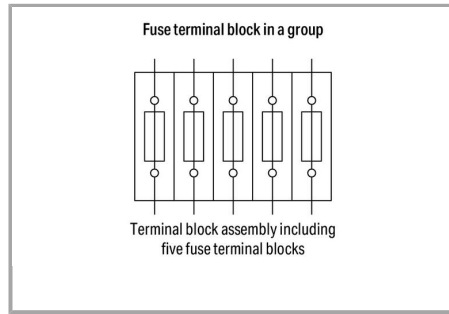 Fuse terminal block in a group
Terminal block assembly including
five fuse terminal blocks